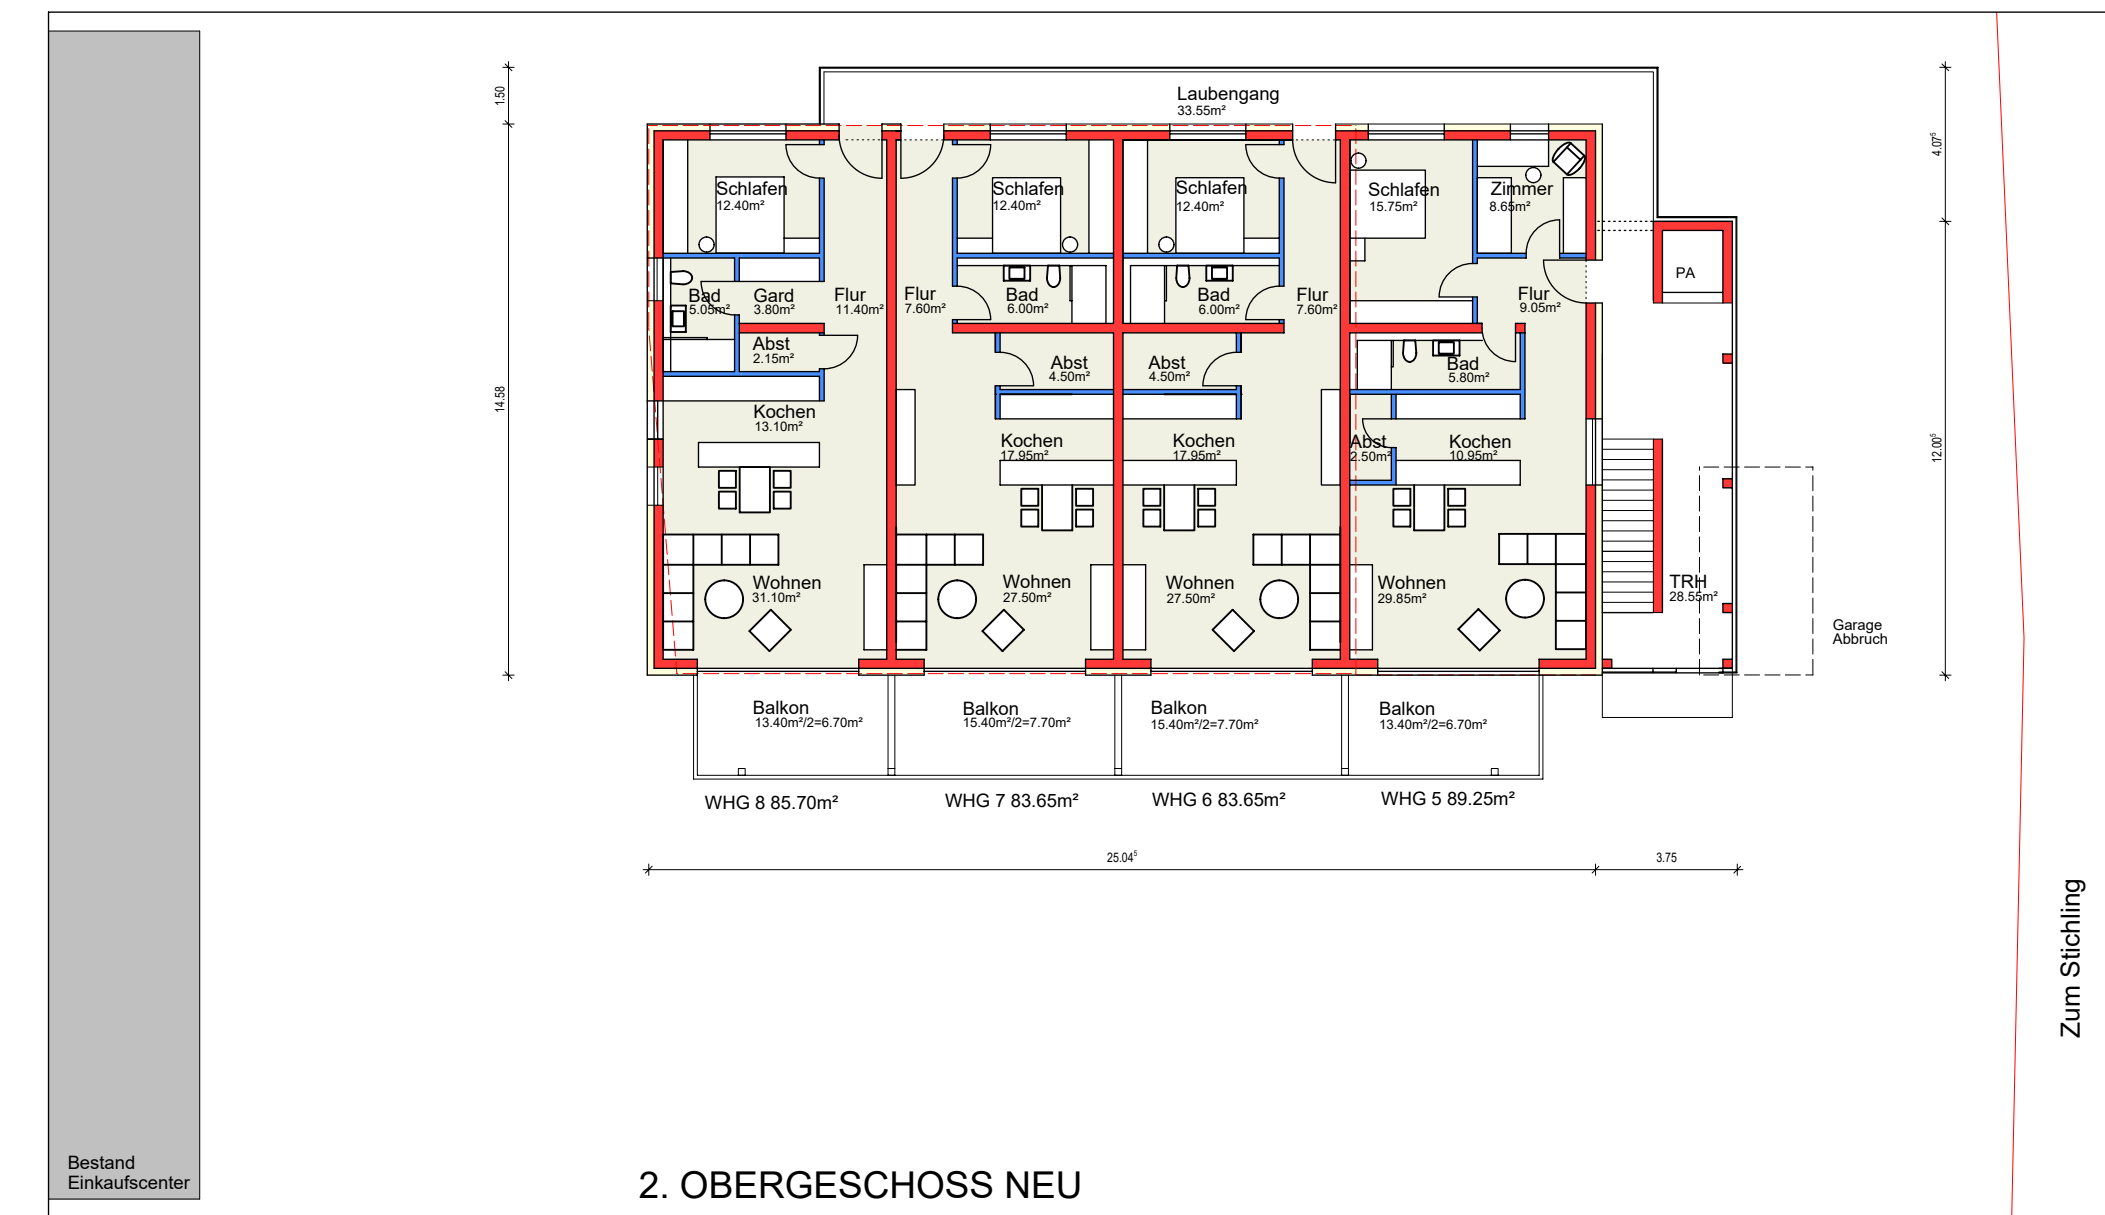 1.50
Laubengang
33.55m²
4.07⁵
Schlafen
12.40m²
Schlafen
12.40m²
Schlafen
12.40m²
Schlafen
15.75m²
Zimmer
8.65m²
PA
Bad
5.05m²
Gard
3.80m²
Flur
11.40m²
Flur
7.60m²
Bad
6.00m²
Bad
6.00m²
Flur
7.60m²
Flur
9.05m²
Abst
2.15m²
Abst
4.50m²
Abst
4.50m²
Bad
5.80m²
14.58
Kochen
13.10m²
Kochen
17.95m²
Kochen
17.95m²
Abst
2.50m²
Kochen
10.95m²
12.00⁵
Wohnen
31.10m²
Wohnen
27.50m²
Wohnen
27.50m²
Wohnen
29.85m²
TRH
28.55m²
Garage
Abbruch
Balkon
13.40m²/2=6.70m²
Balkon
15.40m²/2=7.70m²
Balkon
15.40m²/2=7.70m²
Balkon
13.40m²/2=6.70m²
WHG 8 85.70m²
WHG 7 83.65m²
WHG 6 83.65m²
WHG 5 89.25m²
25.04⁵
3.75
Zum Stichling
Bestand
Einkaufscenter
2. OBERGESCHOSS NEU